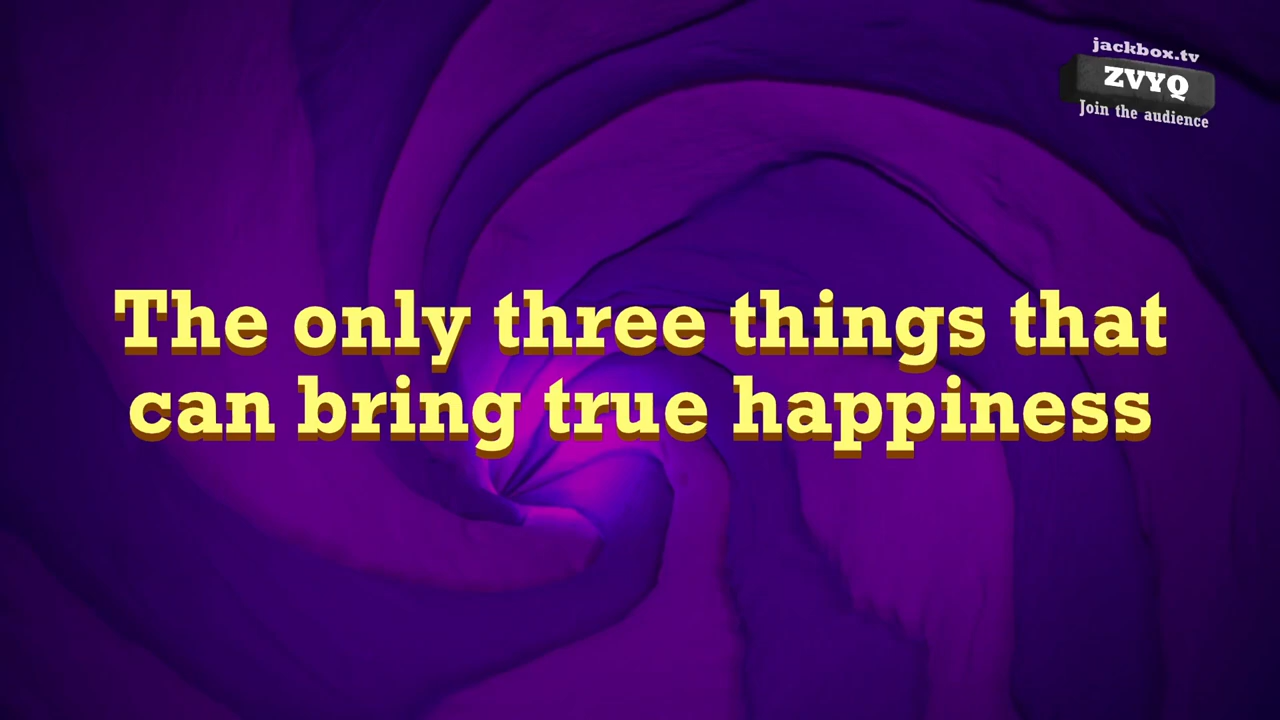 jackbox.tv
ZVYQ
Join the audience
The only three things that
can bring true happiness